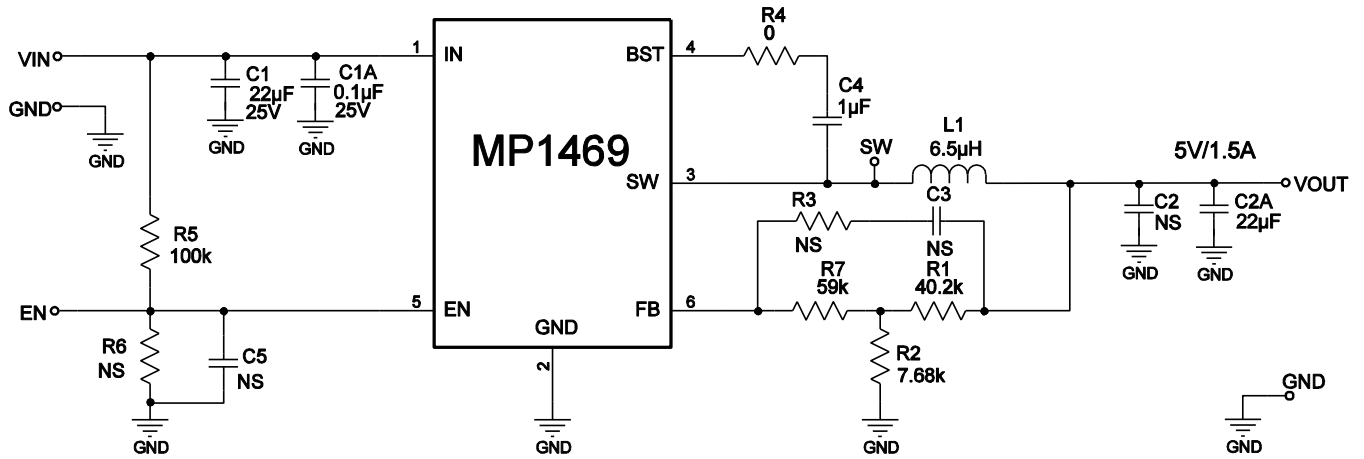 VIN
GND
GND
C1
22µF
25V
GND
C1A
0.1µF
25V
GND
1
IN
MP1469
BST
4
R4
0
C4
1µF
SW
3
SW
L1
6.5µH
5V/1.5A
VOUT
C2
NS
GND
C2A
22µF
GND
R3
NS
C3
NS
R5
100k
R7
59k
R1
40.2k
EN
5
EN
GND
FB
6
R6
NS
C5
NS
2
R2
7.68k
GND
GND
GND
GND
GND